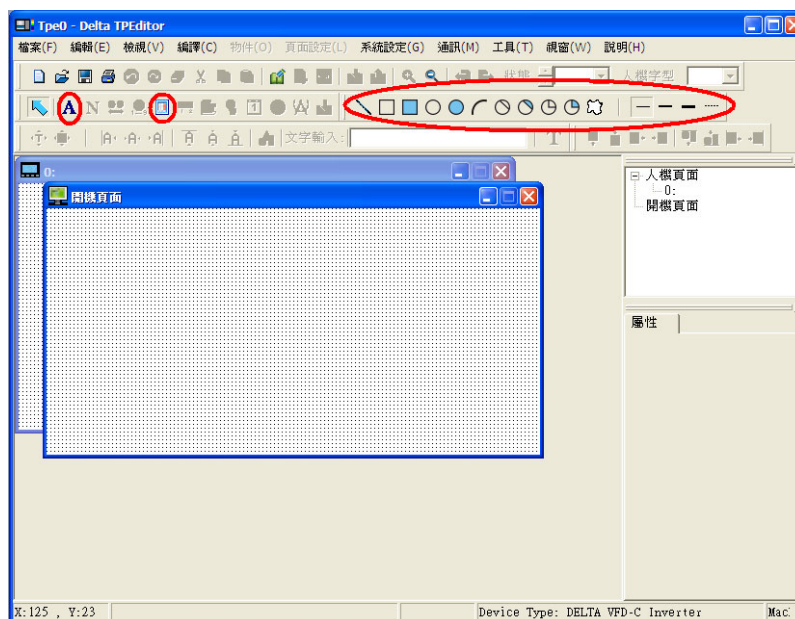 Tpe0 - Delta TPEditor
檔案(F) 編輯(E) 檢視(V) 編譯(C) 物件(O) 頁面設定(L) 系統設定(G) 通訊(M) 工具(T) 視窗(W) 說明(H)
狀態 人機字型
A N
文字輸入:
0:
開機頁面
人機頁面
0:
開機頁面
屬性
X:125 , Y:23 Device Type: DELTA VFD-C Inverter Mac